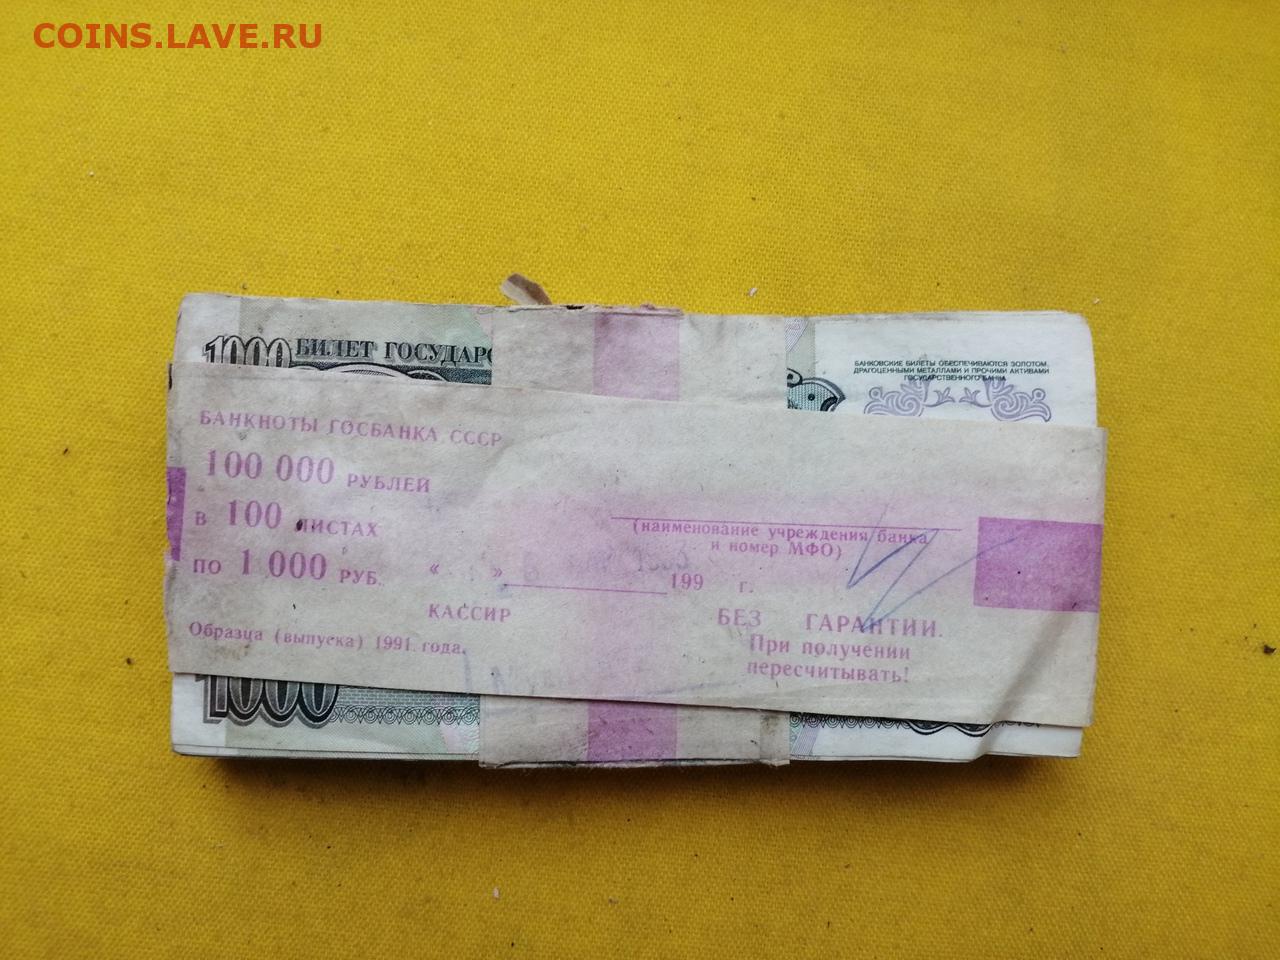 COINS.LAVE.RU
1000 БИЛЕТ ГОСУДАРС
БАНКОВСКИЕ БИЛЕТЫ ОБЕСПЕЧИВАЮТСЯ ЗОЛОТОМ,
ДРАГОЦЕННЫМИ МЕТАЛЛАМИ И ПРОЧИМИ АКТИВАМИ
ГОСУДАРСТВЕННОГО БАНКА
БАНКНОТЫ ГОСБАНКА СССР
100 000 РУБЛЕЙ
В 100 ЛИСТАХ
ПО 1 000 РУБ.
(наименование учреждения банка
и номер МФО)
« » 199 г.
КАССИР
Образца (выпуска) 1991 года.
БЕЗ ГАРАНТИИ.
При получении
пересчитывать!
1000